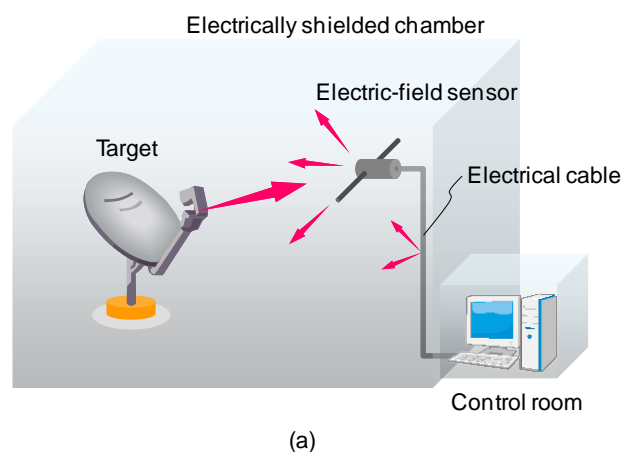 Electrically shielded chamber
Electric-field sensor
Target
Electrical cable
Control room
(a)